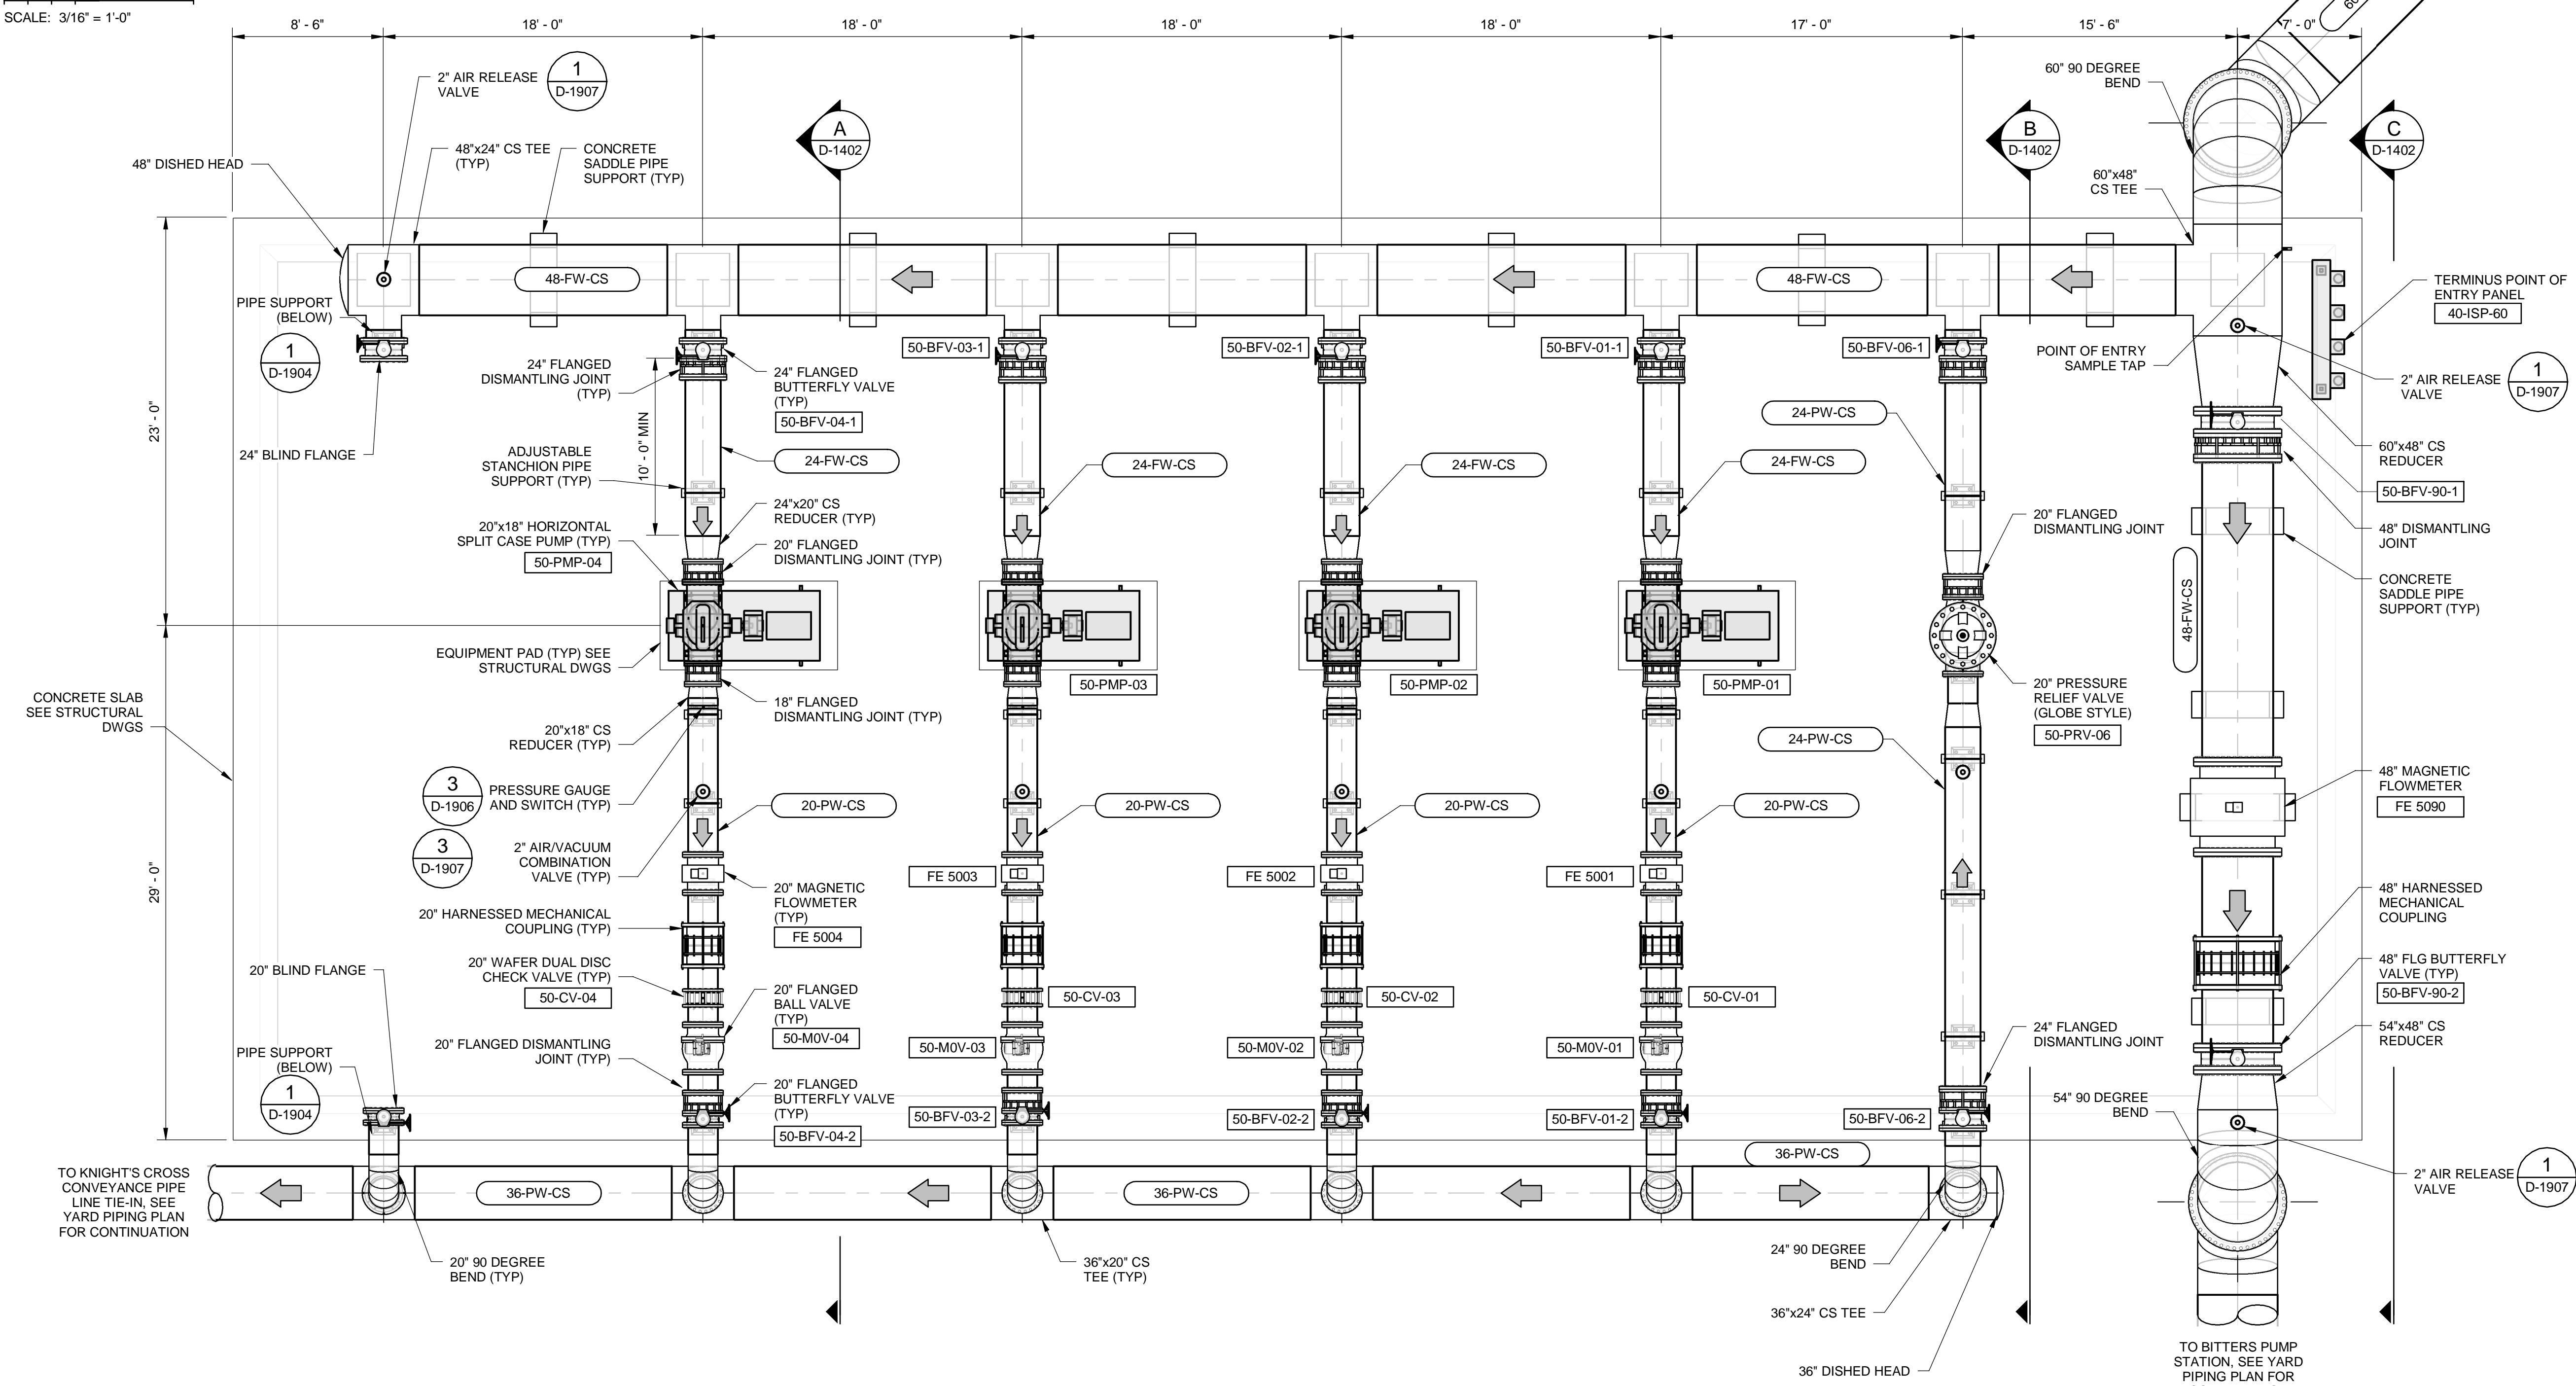 SCALE: 3/16" = 1'-0"
8' - 6"
18' - 0"
18' - 0"
18' - 0"
18' - 0"
17' - 0"
15' - 6"
7' - 0"
2" AIR RELEASE
VALVE
1
D-1907
48" DISHED HEAD
48"x24" CS TEE
(TYP)
CONCRETE
SADDLE PIPE
SUPPORT (TYP)
A
D-1402
60" 90 DEGREE
BEND
B
D-1402
C
D-1402
60"x48"
CS TEE
48-FW-CS
48-FW-CS
TERMINUS POINT OF
ENTRY PANEL
40-ISP-60
PIPE SUPPORT
(BELOW)
1
D-1904
24" BLIND FLANGE
24" FLANGED
DISMANTLING JOINT
(TYP)
24" FLANGED
BUTTERFLY VALVE
(TYP)
50-BFV-04-1
50-BFV-03-1
50-BFV-02-1
50-BFV-01-1
50-BFV-06-1
POINT OF ENTRY
SAMPLE TAP
2" AIR RELEASE
VALVE
1
D-1907
23' - 0"
10' - 0" MIN
ADJUSTABLE
STANCHION PIPE
SUPPORT (TYP)
24-FW-CS
24-FW-CS
24-FW-CS
24-FW-CS
24-PW-CS
60"x48" CS
REDUCER
50-BFV-90-1
48" DISMANTLING
JOINT
24"x20" CS
REDUCER (TYP)
20" FLANGED
DISMANTLING JOINT (TYP)
20"x18" HORIZONTAL
SPLIT CASE PUMP (TYP)
50-PMP-04
20" FLANGED
DISMANTLING JOINT
48-FW-CS
CONCRETE
SADDLE PIPE
SUPPORT (TYP)
EQUIPMENT PAD (TYP) SEE
STRUCTURAL DWGS
50-PMP-03
50-PMP-02
50-PMP-01
20" PRESSURE
RELIEF VALVE
(GLOBE STYLE)
50-PRV-06
CONCRETE SLAB
SEE STRUCTURAL
DWGS
18" FLANGED
DISMANTLING JOINT (TYP)
20"x18" CS
REDUCER (TYP)
24-PW-CS
3
D-1906
PRESSURE GAUGE
AND SWITCH (TYP)
20-PW-CS
20-PW-CS
20-PW-CS
20-PW-CS
48" MAGNETIC
FLOWMETER
FE 5090
3
D-1907
2" AIR/VACUUM
COMBINATION
VALVE (TYP)
29' - 0"
20" MAGNETIC
FLOWMETER
(TYP)
FE 5004
FE 5003
FE 5002
FE 5001
48" HARNESSED
MECHANICAL
COUPLING
20" HARNESSED MECHANICAL
COUPLING (TYP)
20" BLIND FLANGE
20" WAFER DUAL DISC
CHECK VALVE (TYP)
50-CV-04
50-CV-03
50-CV-02
50-CV-01
48" FLG BUTTERFLY
VALVE (TYP)
50-BFV-90-2
20" FLANGED
BALL VALVE
(TYP)
50-M0V-04
50-M0V-03
50-M0V-02
50-M0V-01
24" FLANGED
DISMANTLING JOINT
54"x48" CS
REDUCER
PIPE SUPPORT
(BELOW)
1
D-1904
20" FLANGED DISMANTLING
JOINT (TYP)
20" FLANGED
BUTTERFLY VALVE
(TYP)
50-BFV-04-2
50-BFV-03-2
50-BFV-02-2
50-BFV-01-2
50-BFV-06-2
54" 90 DEGREE
BEND
TO KNIGHT'S CROSS
CONVEYANCE PIPE
LINE TIE-IN, SEE
YARD PIPING PLAN
FOR CONTINUATION
36-PW-CS
36-PW-CS
36-PW-CS
2" AIR RELEASE
VALVE
1
D-1907
20" 90 DEGREE
BEND (TYP)
36"x20" CS
TEE (TYP)
24" 90 DEGREE
BEND
36"x24" CS TEE
36" DISHED HEAD
TO BITTERS PUMP
STATION, SEE YARD
PIPING PLAN FOR